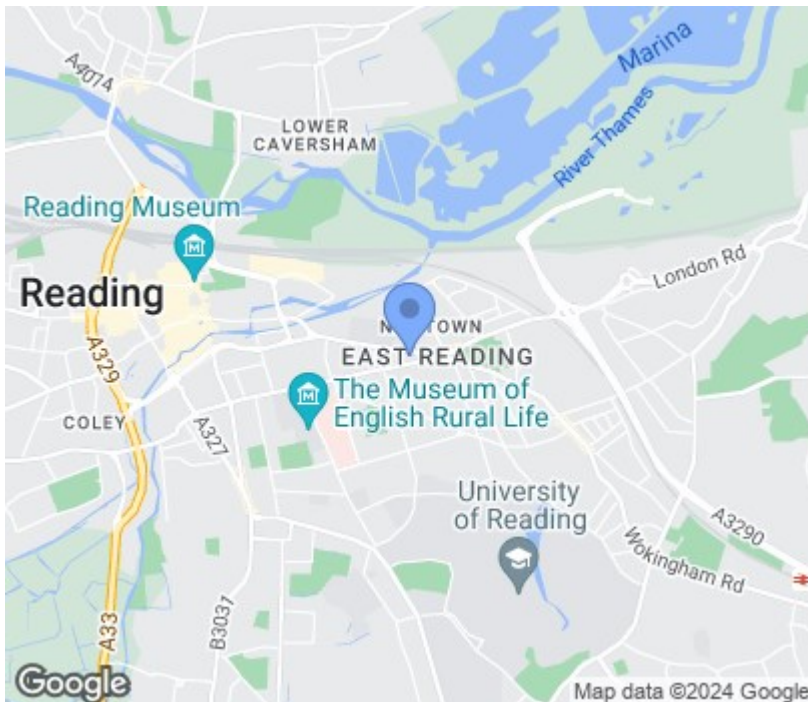 A4074
Marina
LOWER
CAVERSHAM
River Thames
Reading Museum
London Rd
Reading
TOWN
EAST READING
A329
The Museum of
English Rural Life
COLEY
A327
University
of Reading
A3290
Wokingham Rd
B3031
A33
Google
Map data ©2024 Google